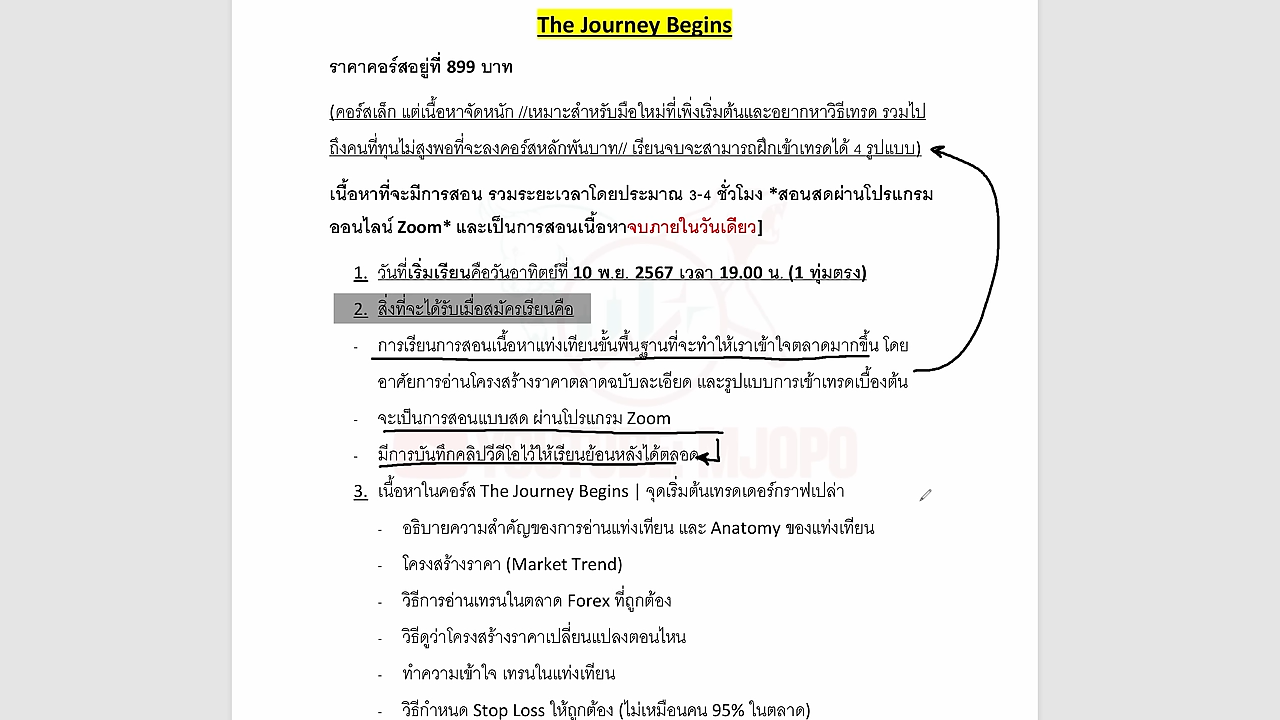 The Journey Begins
ราคาคอร์สอยู่ที่ 899 บาท
(คอร์สเล็ก แต่เนื้อหาจัดหนัก //เหมาะสำหรับมือใหม่ที่เพิ่งเริ่มต้นและอยากหาวิธีเทรด รวมไป
ถึงคนที่ทุนไม่สูงพอที่จะลงคอร์สหลักพันบาท// เรียนจบจะสามารถฝึกเข้าเทรดได้ 4 รูปแบบ)
เนื้อหาที่จะมีการสอน รวมระยะเวลาโดยประมาณ 3-4 ชั่วโมง *สอนสดผ่านโปรแกรม
ออนไลน์ Zoom* และเป็นการสอนเนื้อหาจบภายในวันเดียว]
1. วันที่เริ่มเรียนคือวันอาทิตย์ที่ 10 พ.ย. 2567 เวลา 19.00 น. (1 ทุ่มตรง)
2. สิ่งที่จะได้รับเมื่อสมัครเรียนคือ
- การเรียนการสอนเนื้อหาแท่งเทียนขั้นพื้นฐานที่จะทำให้เราเข้าใจตลาดมากขึ้น โดย
อาศัยการอ่านโครงสร้างราคาตลาดฉบับละเอียด และรูปแบบการเข้าเทรดเบื้องต้น
- จะเป็นการสอนแบบสด ผ่านโปรแกรม Zoom
- มีการบันทึกคลิปวีดีโอไว้ให้เรียนย้อนหลังได้ตลอด
3. เนื้อหาในคอร์ส The Journey Begins | จุดเริ่มต้นเทรดเดอร์กราฟเปล่า
- อธิบายความสำคัญของการอ่านแท่งเทียน และ Anatomy ของแท่งเทียน
- โครงสร้างราคา (Market Trend)
- วิธีการอ่านเทรนในตลาด Forex ที่ถูกต้อง
- วิธีดูว่าโครงสร้างราคาเปลี่ยนแปลงตอนไหน
- ทำความเข้าใจ เทรนในแท่งเทียน
- วิธีกำหนด Stop Loss ให้ถูกต้อง (ไม่เหมือนคน 95% ในตลาด)